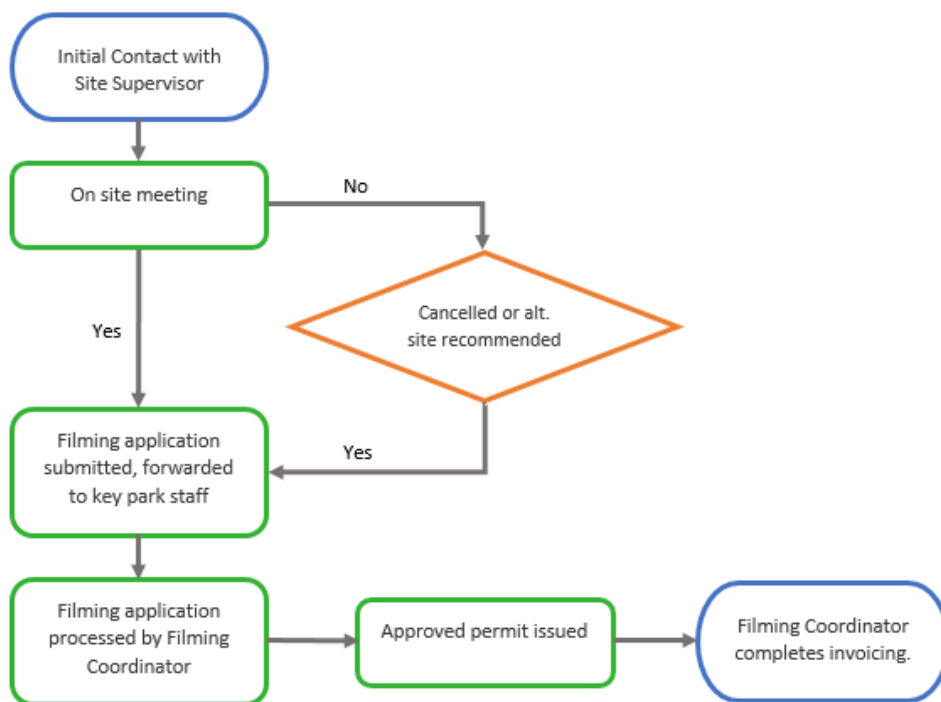 Initial Contact with
Site Supervisor
On site meeting
No
Cancelled or alt.
site recommended
Yes
Filming application
submitted, forwarded
to key park staff
Yes
Filming application
processed by Filming
Coordinator
Approved permit issued
Filming Coordinator
completes invoicing.